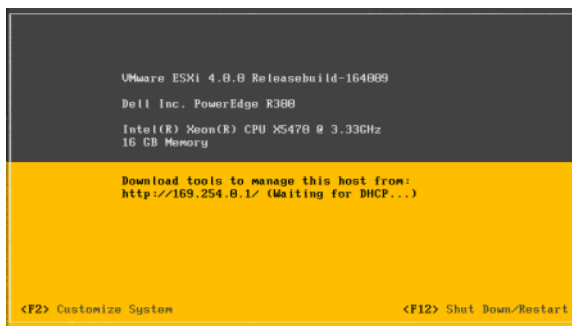 VMware ESXi 4.0.0 Releasebuild-164009
Dell Inc. PowerEdge R300
Intel(R) Xeon(R) CPU X5470 @ 3.33GHz
16 GB Memory
Download tools to manage this host from:
http://169.254.0.1/ (Waiting for DHCP...)
<F2> Customize System
<F12> Shut Down/Restart